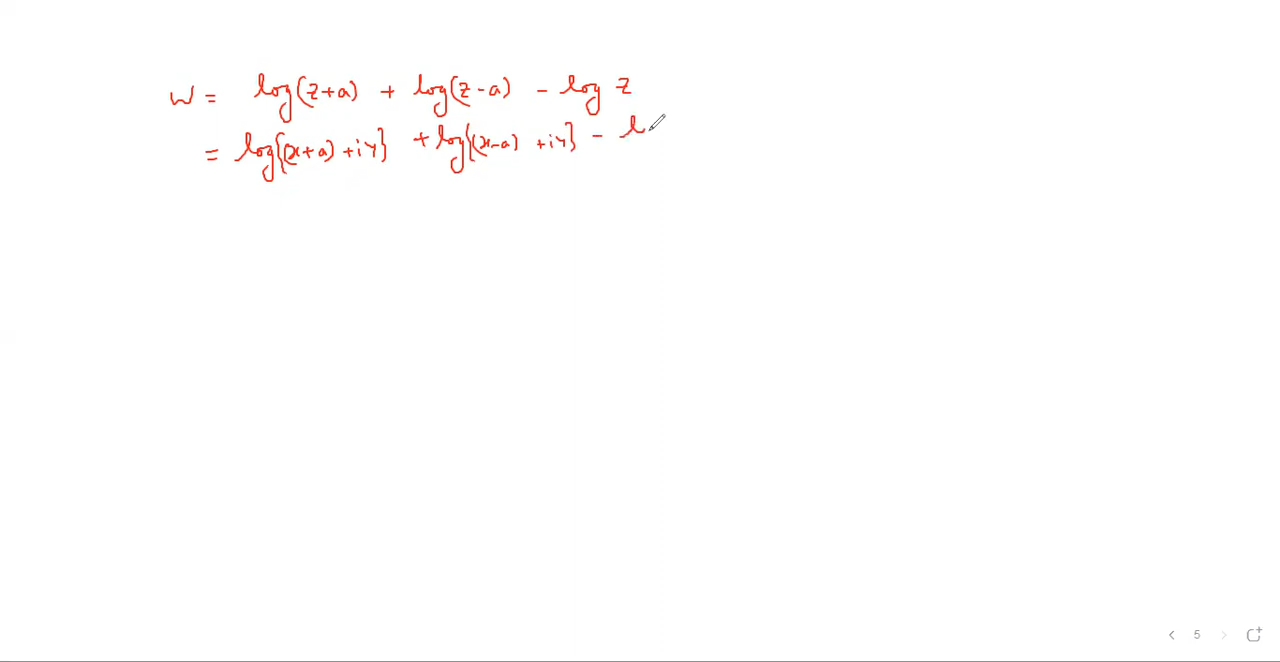 W = log(z+a) + log(z-a) - log z
= log{(x+a)+iy} + log{(x-a)+iy} - l
5